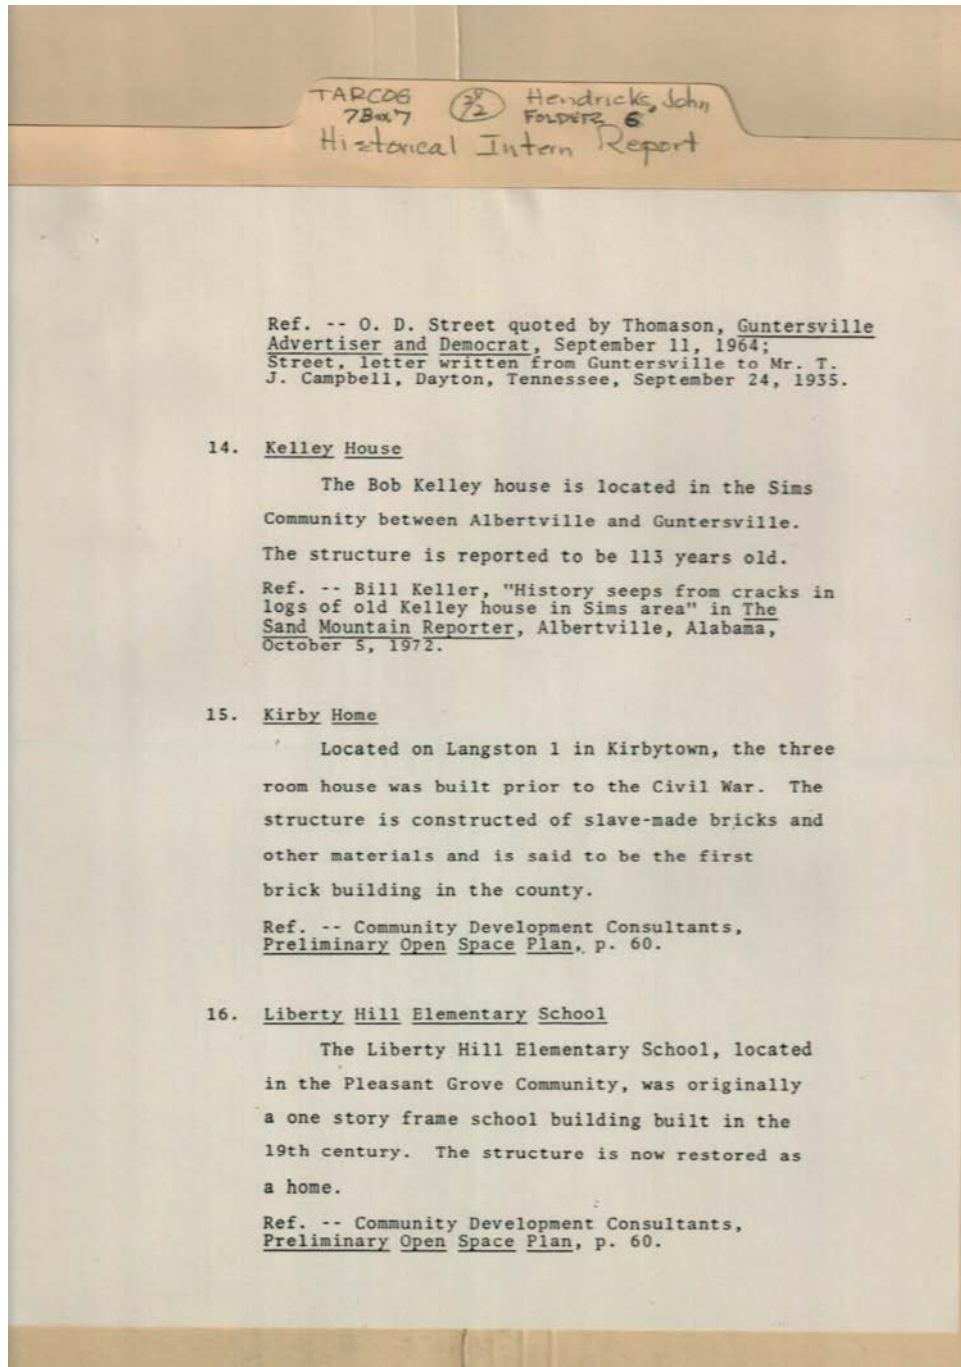 TARCOG 29/2 Hendricks, John
7Box7 FOLDER 6
Historical Intern Report
Ref. -- O. D. Street quoted by Thomason, Guntersville
Advertiser and Democrat, September 11, 1964;
Street, letter written from Guntersville to Mr. T.
J. Campbell, Dayton, Tennessee, September 24, 1935.
14. Kelley House
The Bob Kelley house is located in the Sims
Community between Albertville and Guntersville.
The structure is reported to be 113 years old.
Ref. -- Bill Keller, "History seeps from cracks in
logs of old Kelley house in Sims area" in The
Sand Mountain Reporter, Albertville, Alabama,
October 5, 1972.
15. Kirby Home
Located on Langston 1 in Kirbytown, the three
room house was built prior to the Civil War. The
structure is constructed of slave-made bricks and
other materials and is said to be the first
brick building in the county.
Ref. -- Community Development Consultants,
Preliminary Open Space Plan, p. 60.
16. Liberty Hill Elementary School
The Liberty Hill Elementary School, located
in the Pleasant Grove Community, was originally
a one story frame school building built in the
19th century. The structure is now restored as
a home.
Ref. -- Community Development Consultants,
Preliminary Open Space Plan, p. 60.